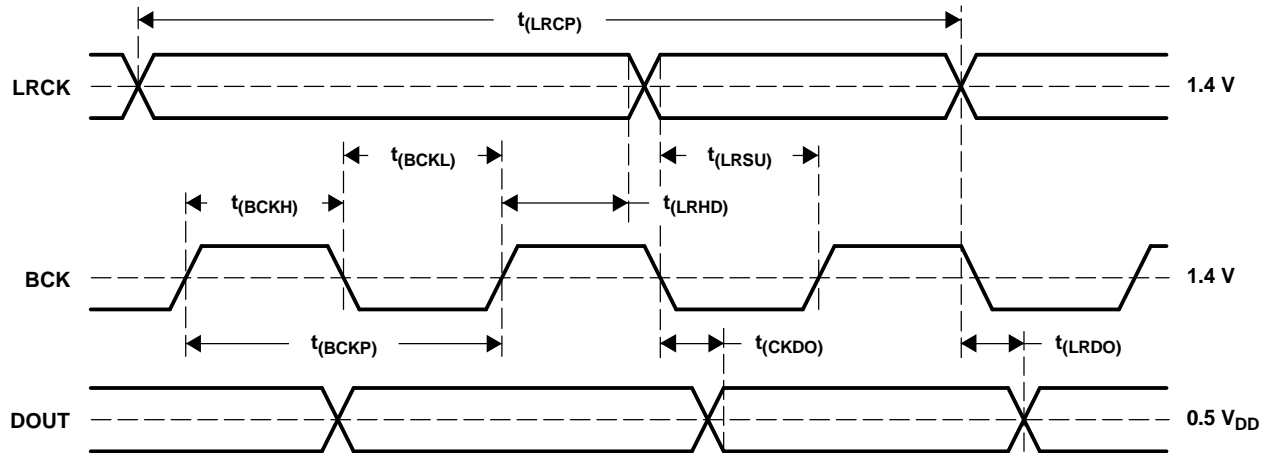 t(LRCP)
LRCK
1.4 V
t(BCKL)
t(LRSU)
t(BCKH)
t(LRHD)
BCK
1.4 V
t(BCKP)
t(CKDO)
t(LRDO)
DOUT
0.5 VDD